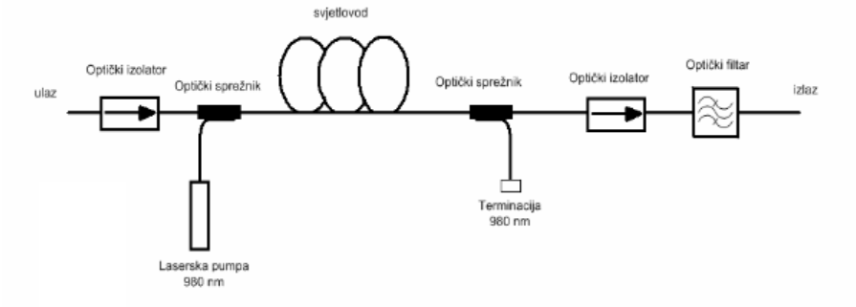 svjetlovod
Optički izolator
Optički sprežnik
Optički sprežnik
Optički izolator
Optički filtar
ulaz
izlaz
Terminacija
980 nm
Laserska pumpa
980 nm